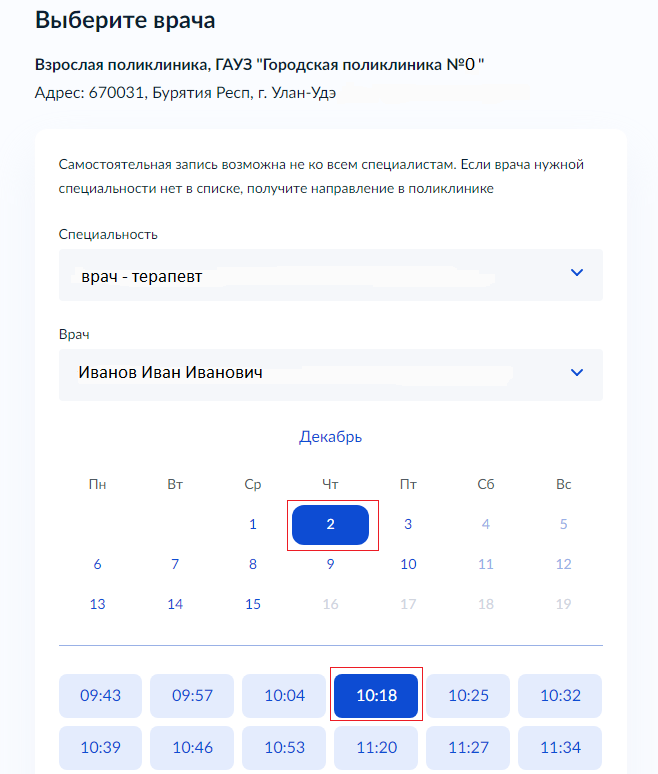 Выберите врача
Взрослая поликлиника, ГАУЗ "Городская поликлиника №0 "
Адрес: 670031, Бурятия Респ, г. Улан-Удэ
Самостоятельная запись возможна не ко всем специалистам. Если врача нужной
специальности нет в списке, получите направление в поликлинике
Специальность
врач - терапевт
Врач
Иванов Иван Иванович
Декабрь
Пн Вт Ср Чт Пт Сб Вс
1 2 3 4 5
6 7 8 9 10 11 12
13 14 15 16 17 18 19
09:43 09:57 10:04 10:18 10:25 10:32
10:39 10:46 10:53 11:20 11:27 11:34